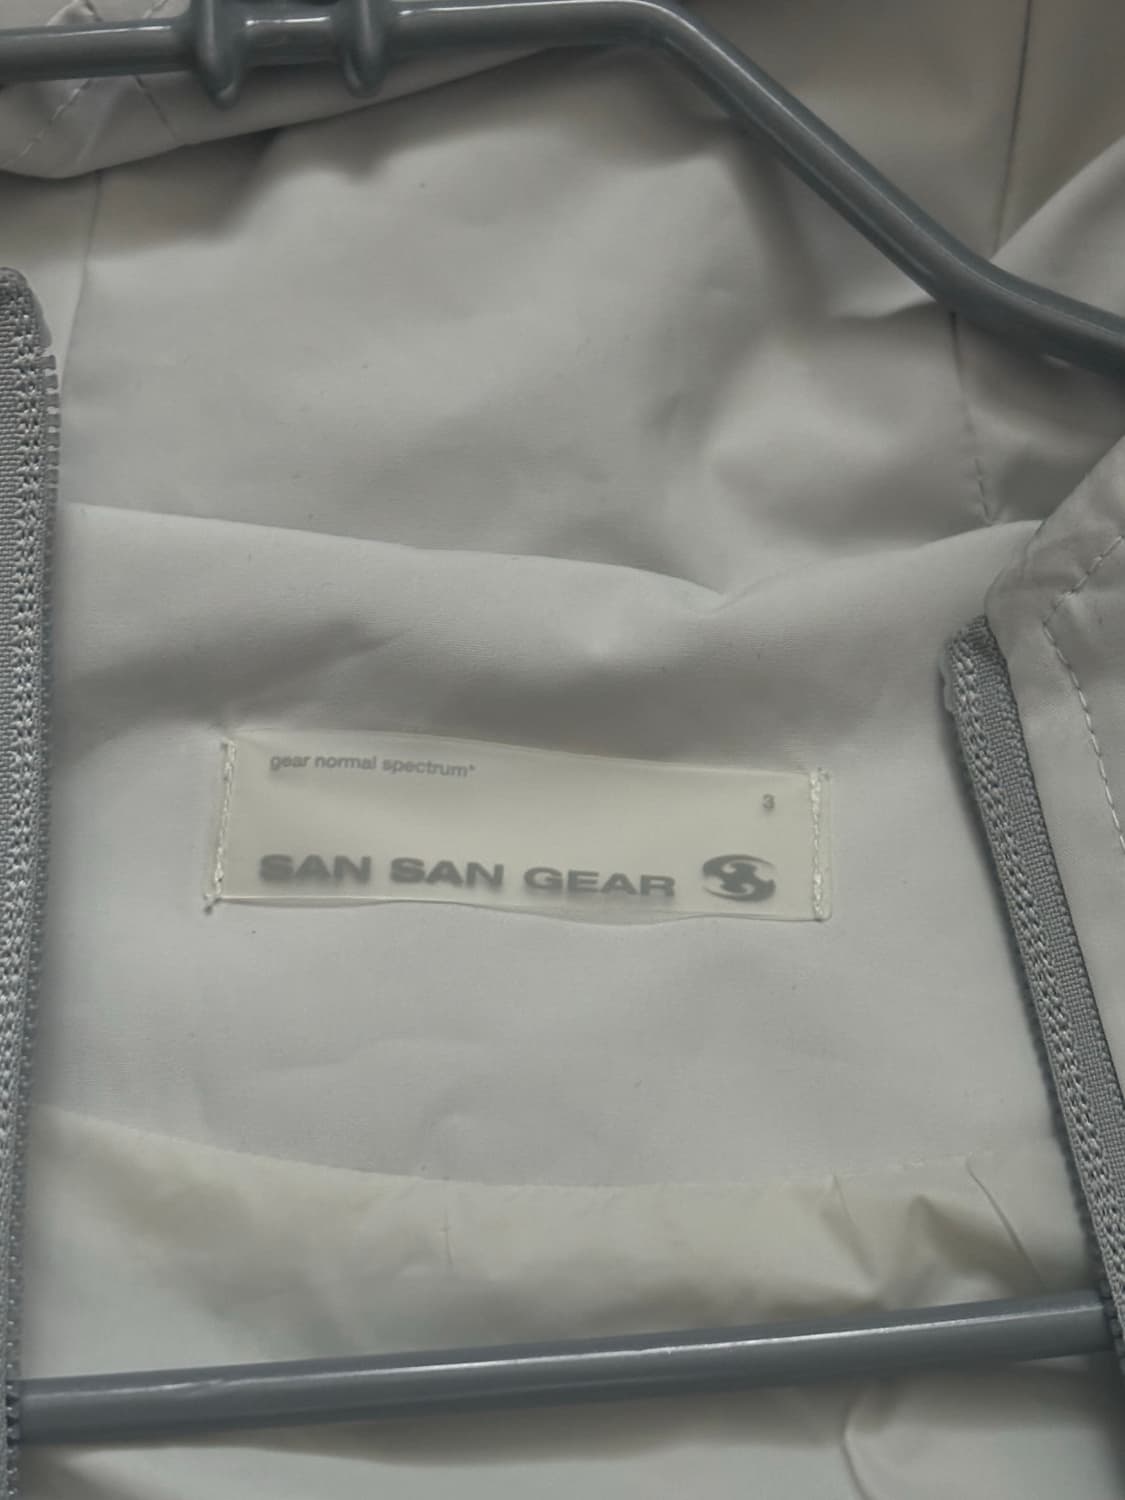 gear normal spectrum*
3
SAN SAN GEAR